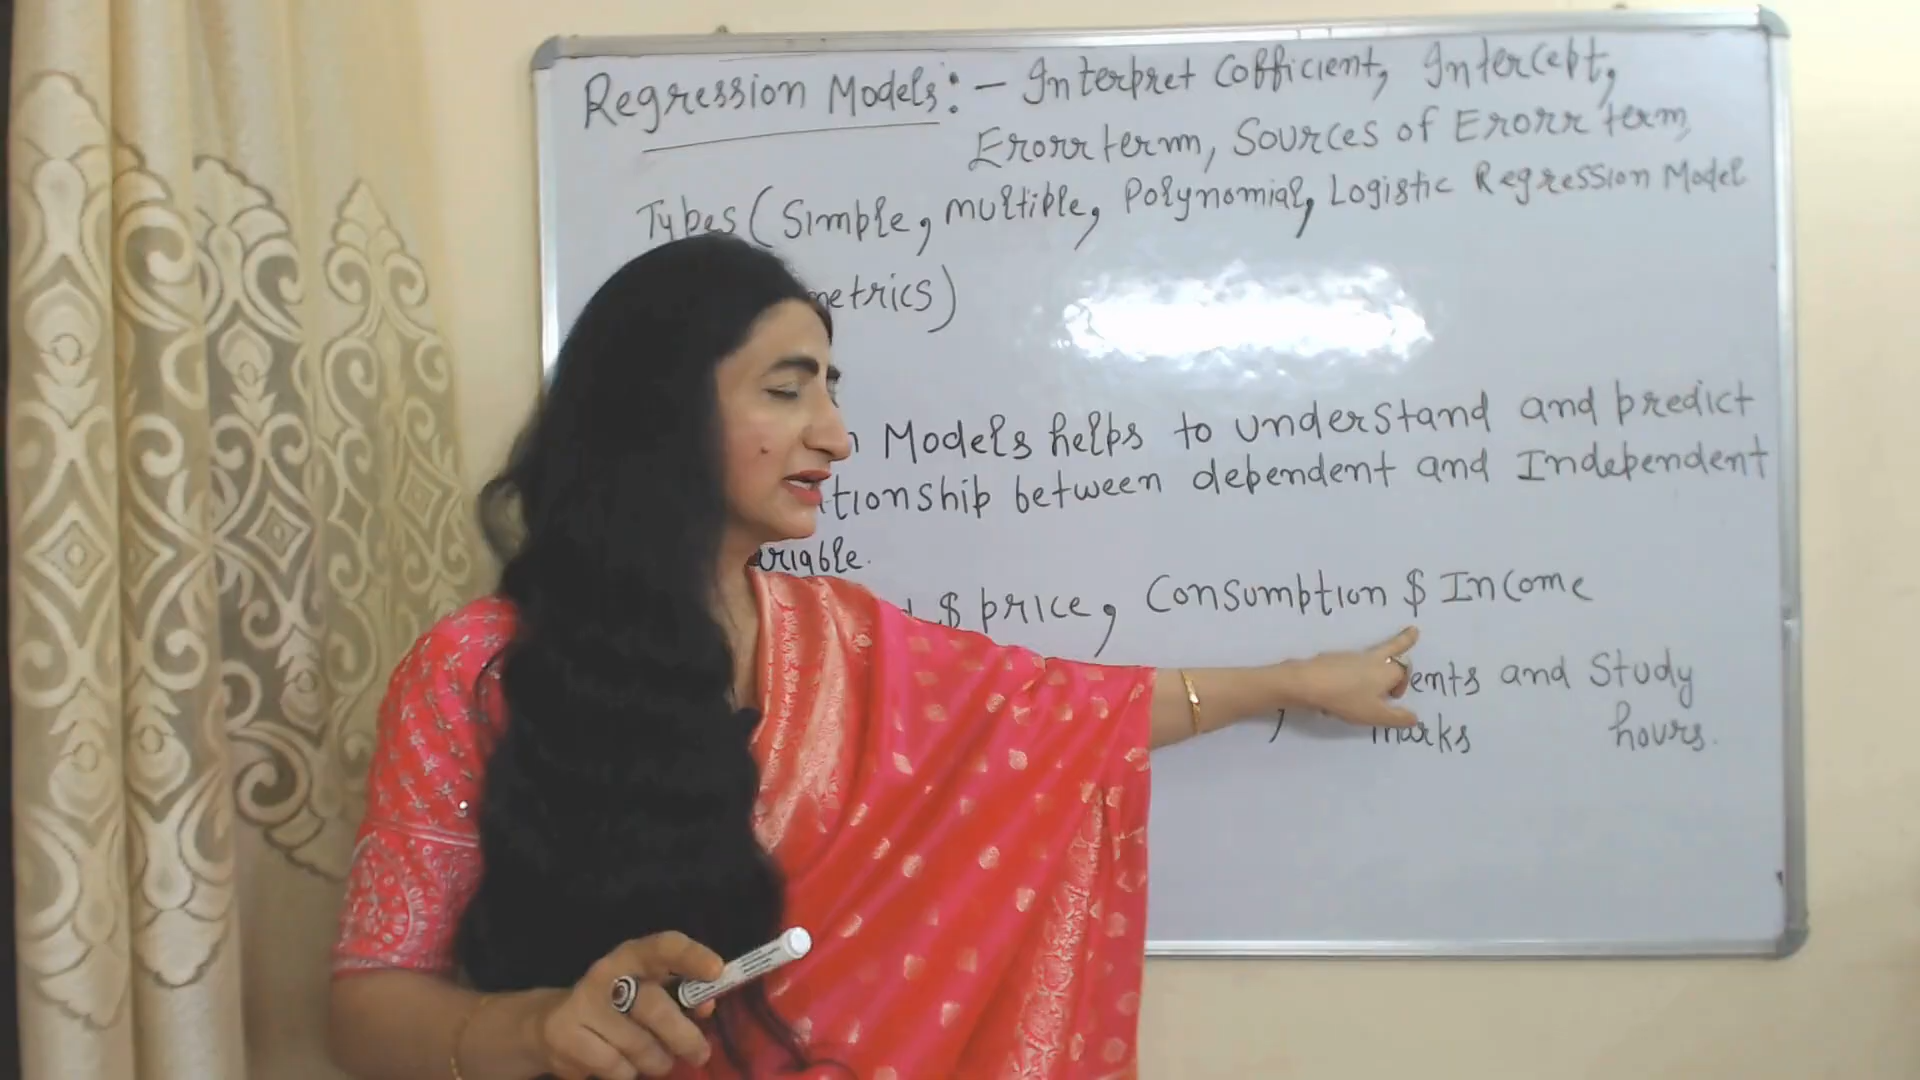 Regression Models:- Interpret Cofficient, Intercept,
Erorr term, Sources of Erorr term,
Types (Simple, multiple, Polynomial, Logistic Regression Model
metrics)
Models helps to understand and predict
tionship between dependent and Independent
ariable.
$ price, Consumption $ Income
ents and Study
marks hours.